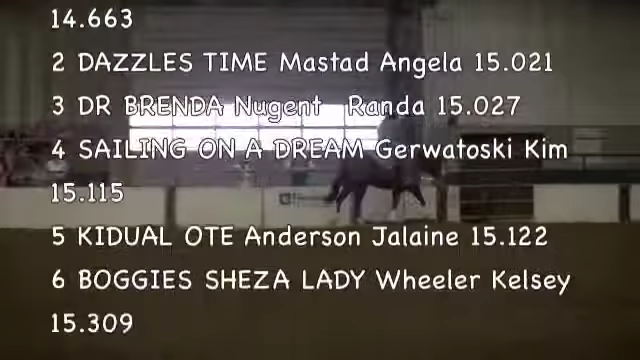 14.663
2 DAZZLES TIME Mastad Angela 15.021
3 DR BRENDA Nugent Randa 15.027
4 SAILING ON A DREAM Gerwatoski Kim
15.115
5 KIDUAL OTE Anderson Jalaine 15.122
6 BOGGIES SHEZA LADY Wheeler Kelsey
15.309